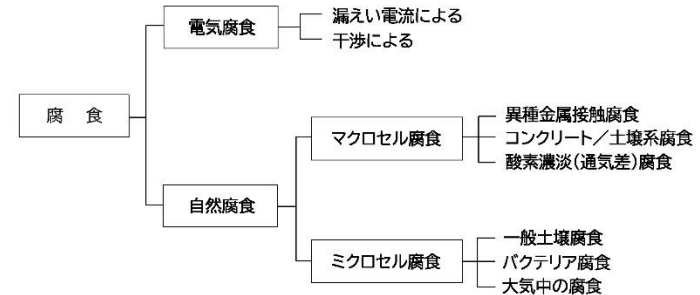 電気腐食
漏えい電流による
干渉による
腐 食
マクロセル腐食
異種金属接触腐食
コンクリート/土壌系腐食
酸素濃淡(通気差)腐食
自然腐食
ミクロセル腐食
一般土壌腐食
バクテリア腐食
大気中の腐食